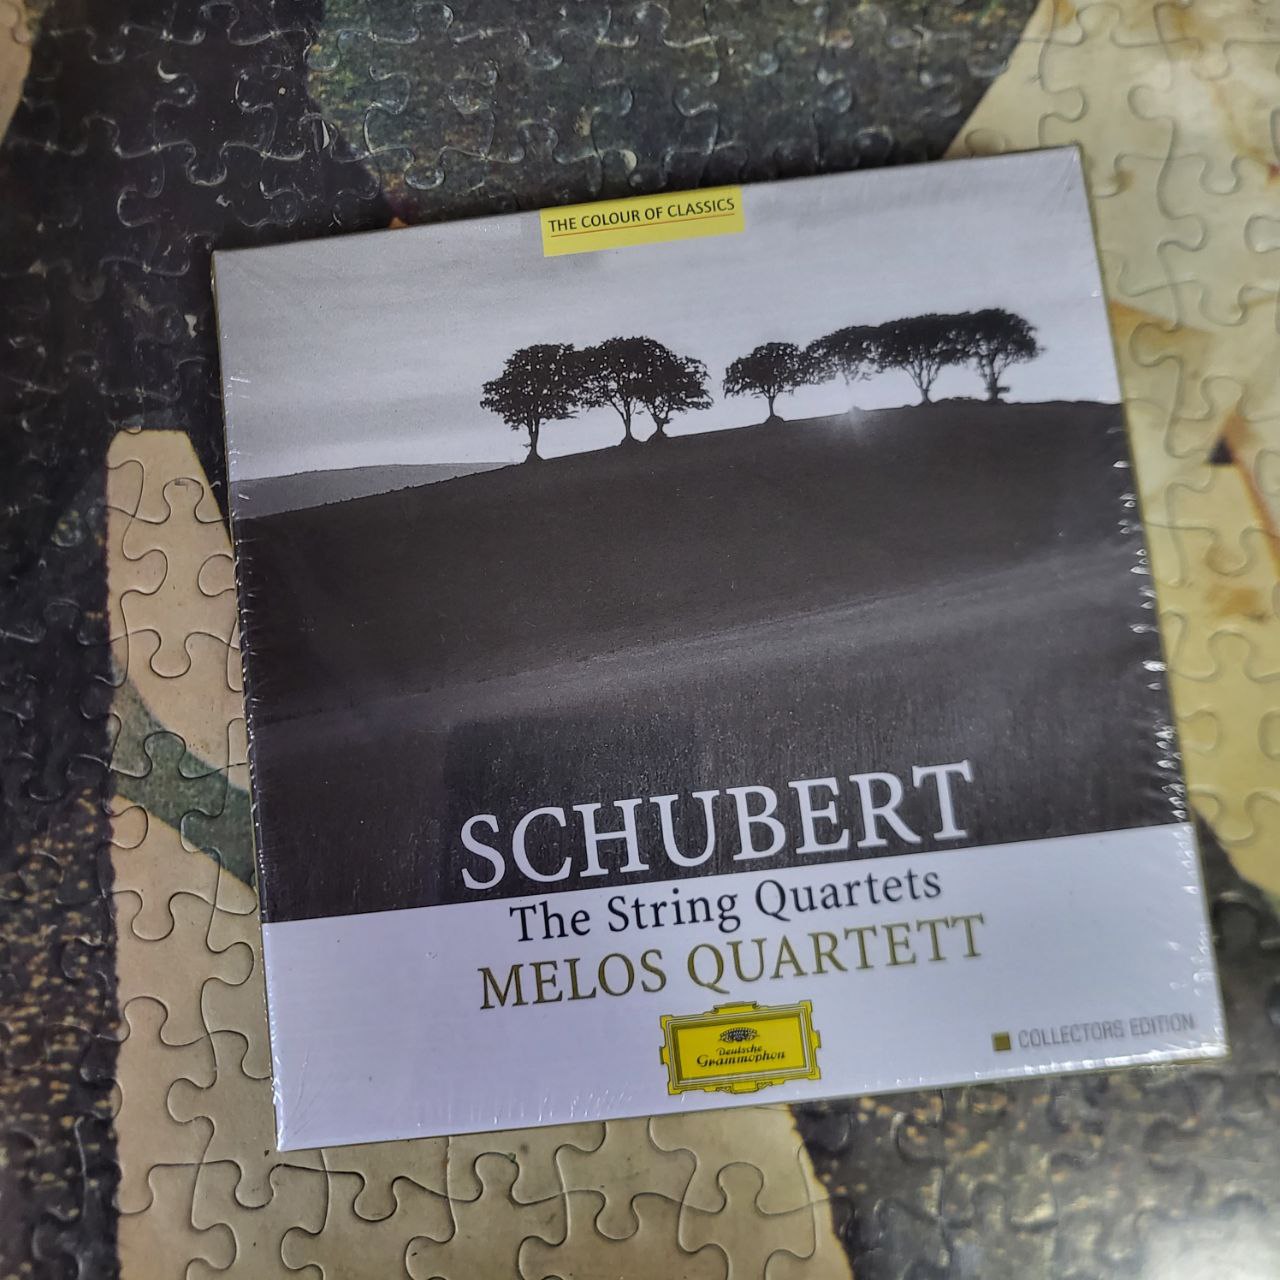 THE COLOUR OF CLASSICS
SCHUBERT
The String Quartets
MELOS QUARTETT
Deutsche
Grammophon
COLLECTORS EDITION